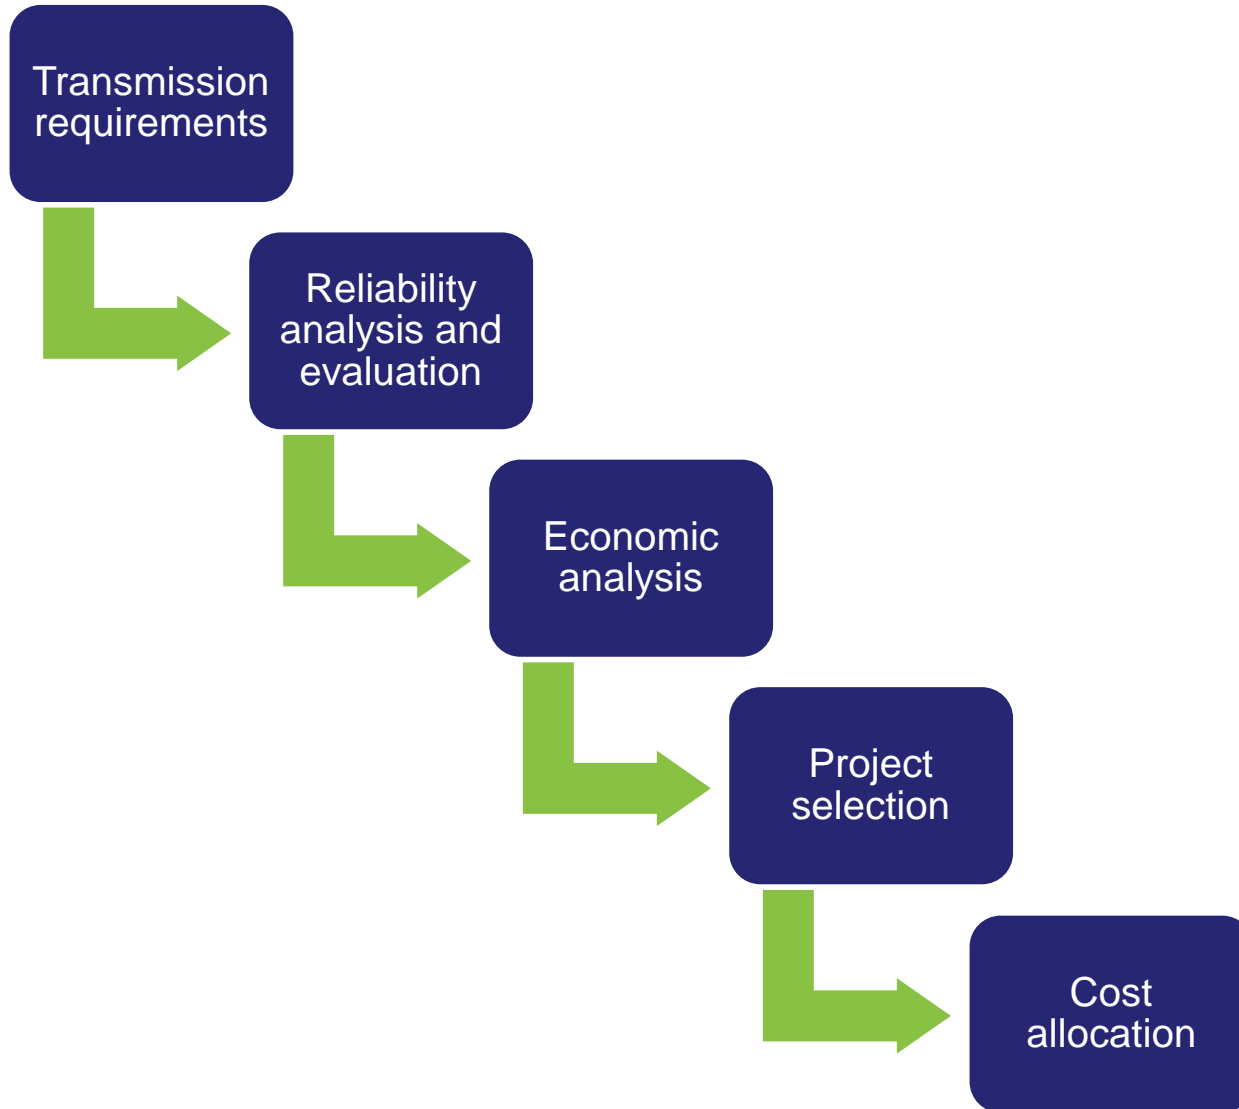 Transmission
requirements
Reliability
analysis and
evaluation
Economic
analysis
Project
selection
Cost
allocation